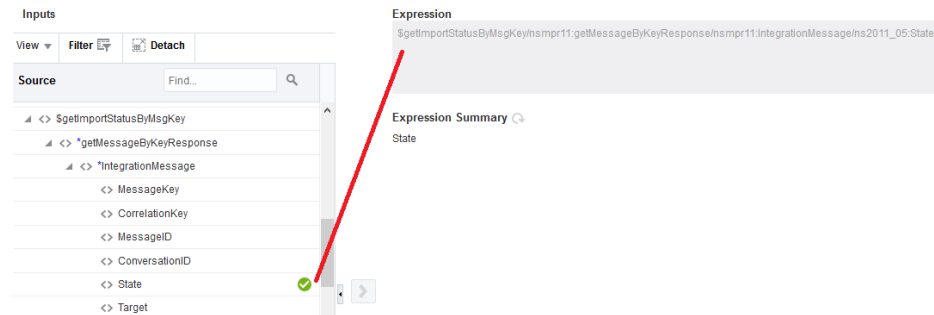 Inputs
View Filter Detach
Source Find...
$getImportStatusByMsgKey
*getMessageByKeyResponse
*IntegrationMessage
MessageKey
CorrelationKey
MessageID
ConversationID
State
Target
Expression
$getImportStatusByMsgKey/nsmpr11:getMessageByKeyResponse/nsmpr11:IntegrationMessage/ns2011_05:State
Expression Summary
State